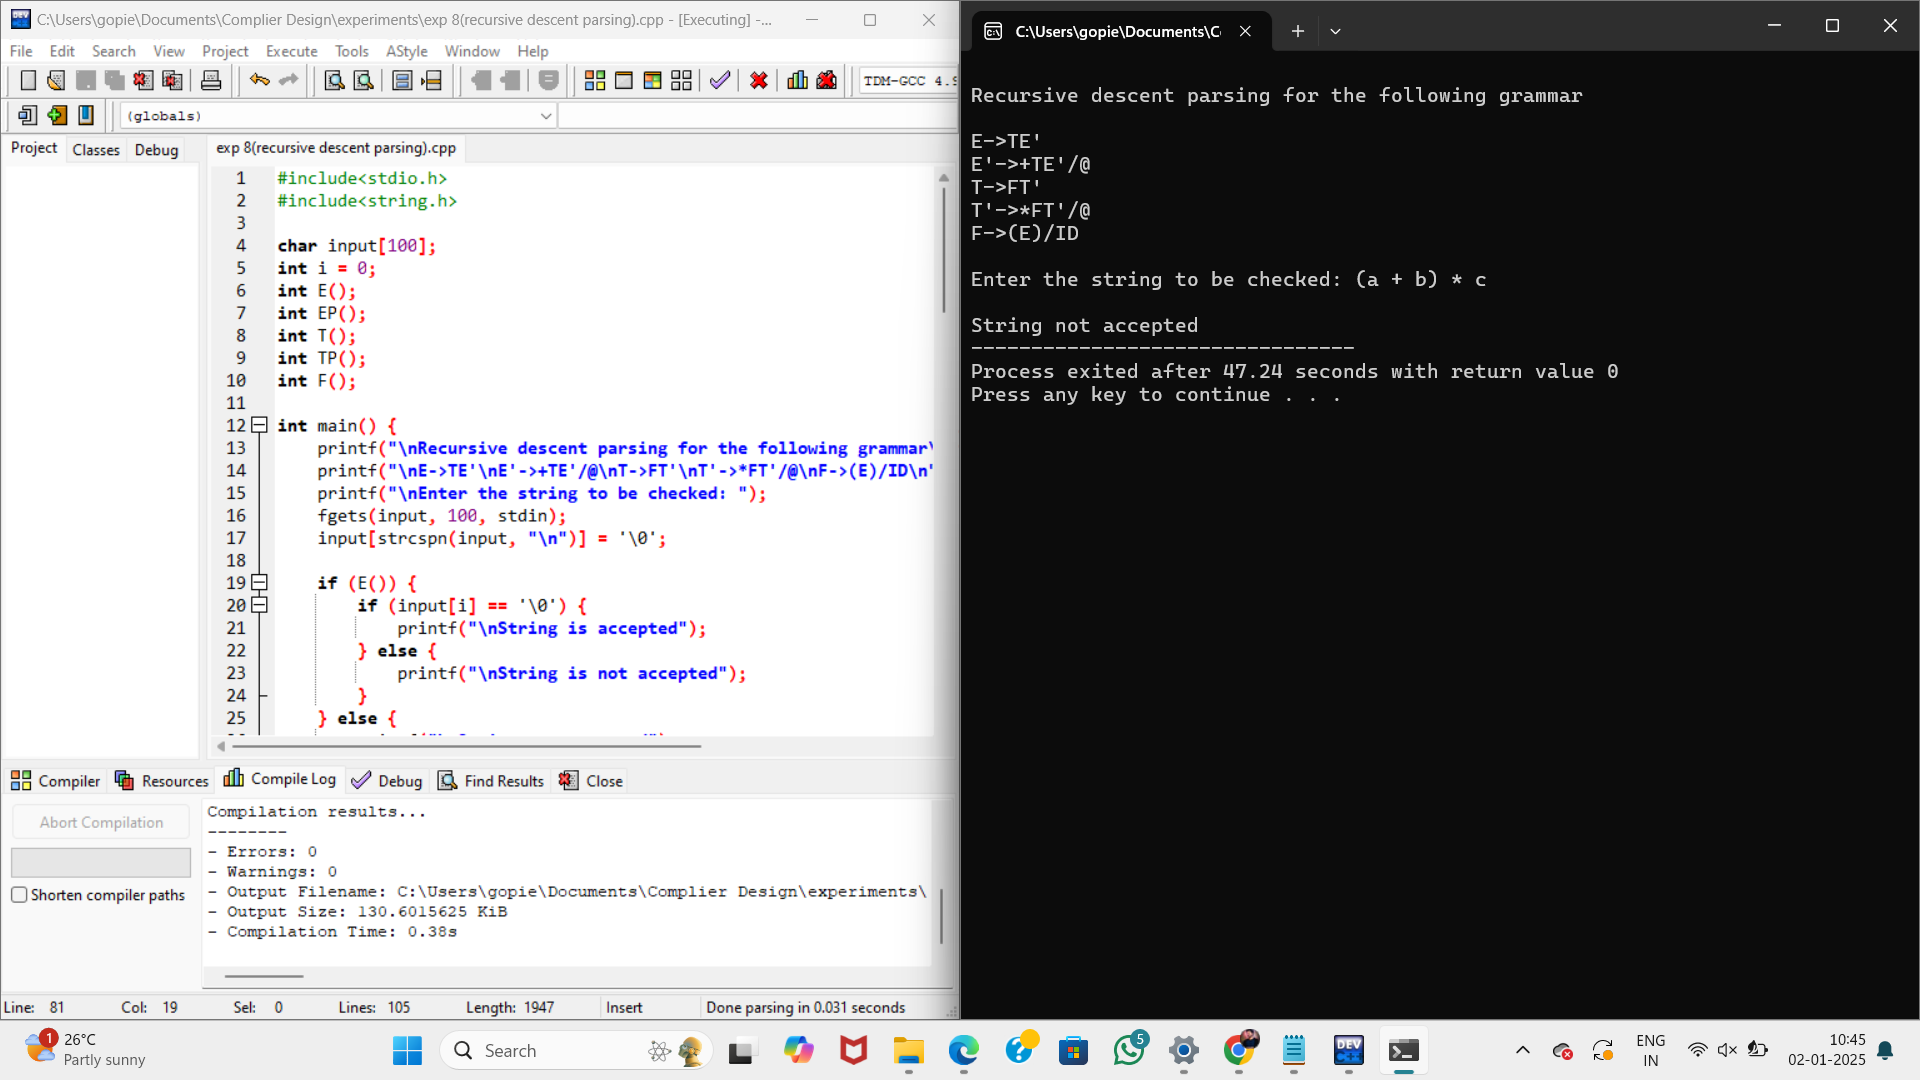 C:\Users\gopie\Documents\Complier Design\experiments\exp 8(recursive descent parsing).cpp - [Executing] -...
File Edit Search View Project Execute Tools AStyle Window Help
TDM-GCC 4.9
(globals)
Project Classes Debug
exp 8(recursive descent parsing).cpp
1 #include<stdio.h>
2 #include<string.h>
3
4 char input[100];
5 int i = 0;
6 int E();
7 int EP();
8 int T();
9 int TP();
10 int F();
11
12 int main() {
13 printf("\nRecursive descent parsing for the following grammar\
14 printf("\nE->TE'\nE'->+TE'/@\nT->FT'\nT'->*FT'/@\nF->(E)/ID\n"
15 printf("\nEnter the string to be checked: ");
16 fgets(input, 100, stdin);
17 input[strcspn(input, "\n")] = '\0';
18
19 if (E()) {
20 if (input[i] == '\0') {
21 printf("\nString is accepted");
22 } else {
23 printf("\nString is not accepted");
24 }
25 } else {
Compiler Resources Compile Log Debug Find Results Close
Abort Compilation
Shorten compiler paths
Compilation results...
--------
- Errors: 0
- Warnings: 0
- Output Filename: C:\Users\gopie\Documents\Complier Design\experiments\
- Output Size: 130.6015625 KiB
- Compilation Time: 0.38s
Line: 81 Col: 19 Sel: 0 Lines: 105 Length: 1947 Insert Done parsing in 0.031 seconds
C:\Users\gopie\Documents\C
Recursive descent parsing for the following grammar
E->TE'
E'->+TE'/@
T->FT'
T'->*FT'/@
F->(E)/ID
Enter the string to be checked: (a + b) * c
String not accepted
--------------------------------
Process exited after 47.24 seconds with return value 0
Press any key to continue . . .
1
26°C
Partly sunny
Search
5
DEV
C++
ENG
IN
10:45
02-01-2025